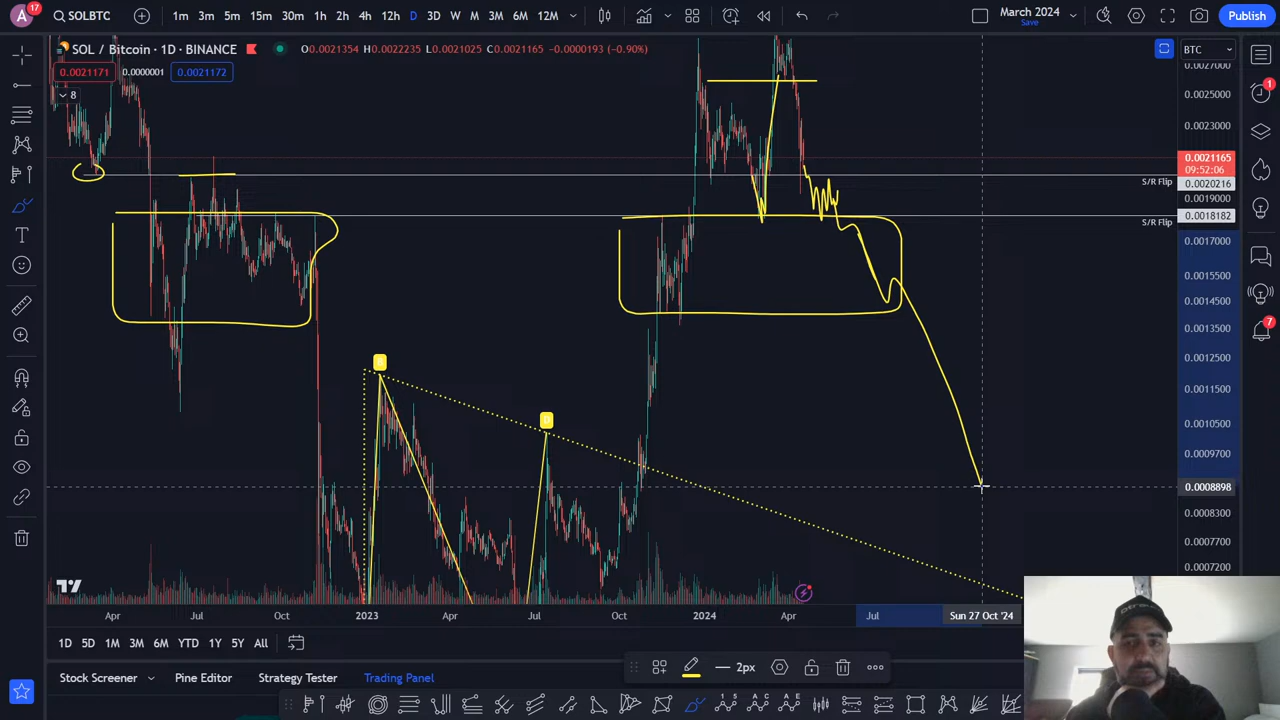 A 17 SOLBTC 1m 3m 5m 15m 30m 1h 2h 4h 12h D 3D W M 3M 6M 12M March 2024 Save Publish
SOL / Bitcoin · 1D · BINANCE O0.0021354 H0.0022235 L0.0021025 C0.0021165 −0.0000193 (−0.90%) BTC
0.0021171 0.0000001 0.0021172
8
0.0027000
0.0025000
0.0023000
0.0021165
09:52:06
S/R Flip 0.0020216
0.0019000
0.0018182
S/R Flip
0.0017000
0.0015500
0.0014500
0.0013500
0.0012500
0.0011500
0.0010500
0.0009700
0.0008898
0.0008300
0.0007700
0.0007200
B
1
7
Apr Jul Oct 2023 Apr Jul Oct 2024 Apr Jul Sun 27 Oct '24
1D 5D 1M 3M 6M YTD 1Y 5Y All
2px
Stock Screener Pine Editor Strategy Tester Trading Panel